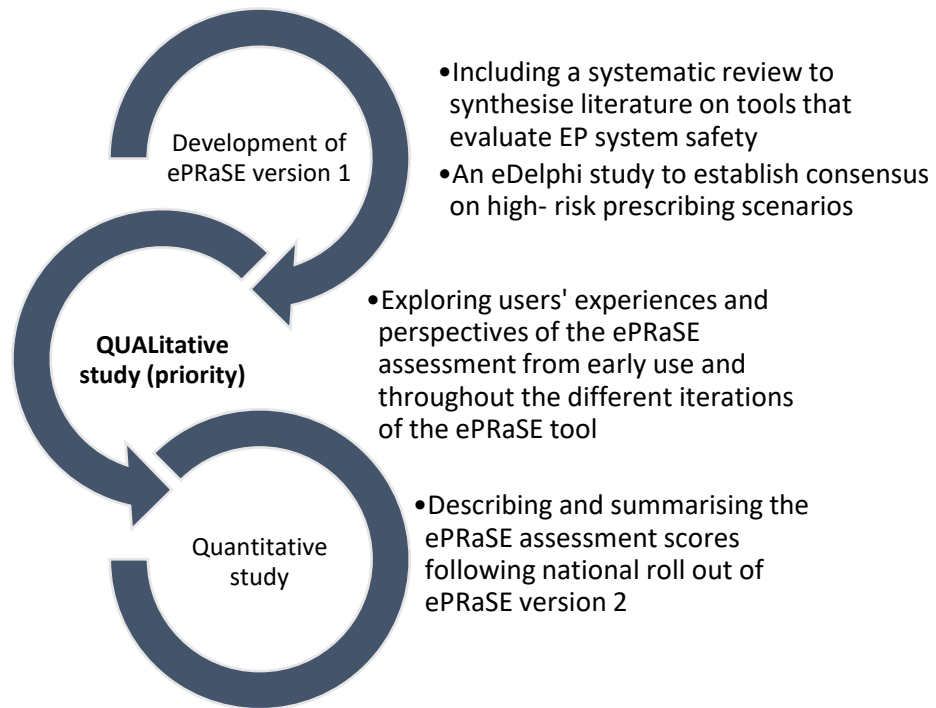 Development of
ePRaSE version 1
•Including a systematic review to
synthesise literature on tools that
evaluate EP system safety
•An eDelphi study to establish consensus
on high- risk prescribing scenarios
QUALitative
study (priority)
•Exploring users' experiences and
perspectives of the ePRaSE
assessment from early use and
throughout the different iterations
of the ePRaSE tool
Quantitative
study
•Describing and summarising the
ePRaSE assessment scores
following national roll out of
ePRaSE version 2